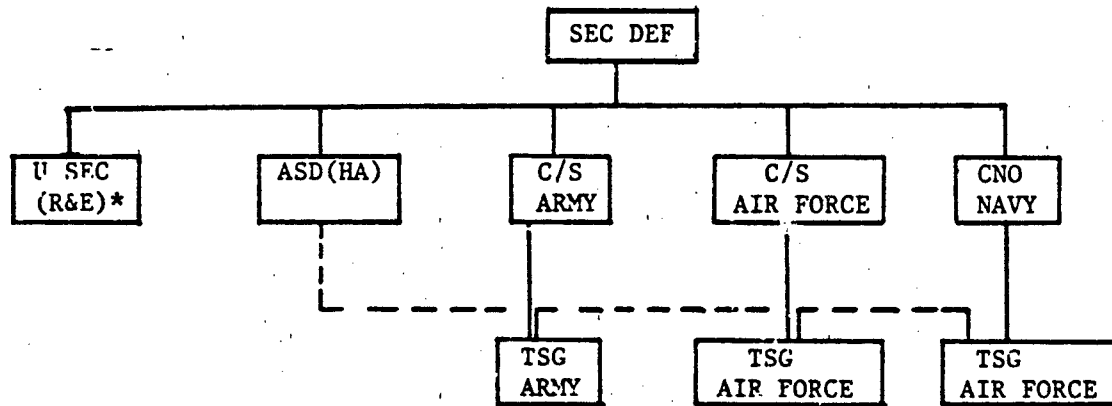 SEC DEF
U SEC
(R&E)*
ASD(HA)
C/S
ARMY
C/S
AIR FORCE
CNO
NAVY
TSG
ARMY
TSG
AIR FORCE
TSG
AIR FORCE